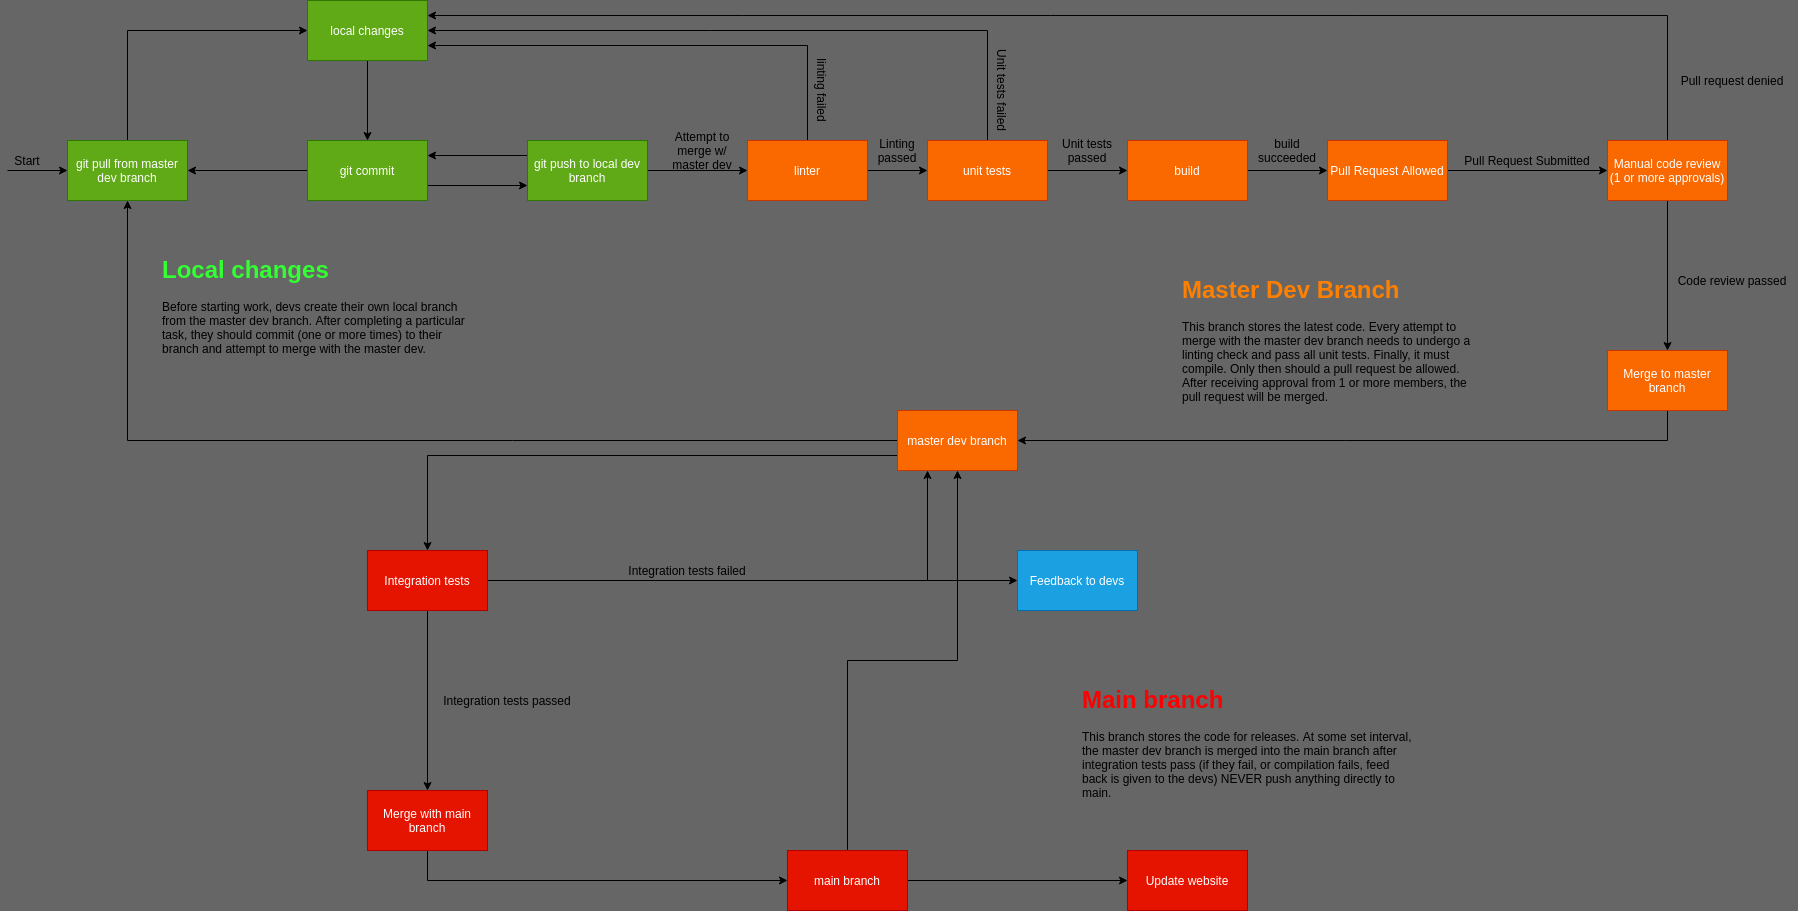 local changes
linting failed
Unit tests failed
Pull request denied
Start
git pull from master
dev branch
git commit
git push to local dev
branch
Attempt to
merge w/
master dev
linter
Linting
passed
unit tests
Unit tests
passed
build
build
succeeded
Pull Request Allowed
Pull Request Submitted
Manual code review
(1 or more approvals)
Local changes
Before starting work, devs create their own local branch
from the master dev branch. After completing a particular
task, they should commit (one or more times) to their
branch and attempt to merge with the master dev.
Master Dev Branch
This branch stores the latest code. Every attempt to
merge with the master dev branch needs to undergo a
linting check and pass all unit tests. Finally, it must
compile. Only then should a pull request be allowed.
After receiving approval from 1 or more members, the
pull request will be merged.
Code review passed
Merge to master
branch
master dev branch
Integration tests
Integration tests failed
Feedback to devs
Integration tests passed
Main branch
This branch stores the code for releases. At some set interval,
the master dev branch is merged into the main branch after
integration tests pass (if they fail, or compilation fails, feed
back is given to the devs) NEVER push anything directly to
main.
Merge with main
branch
main branch
Update website